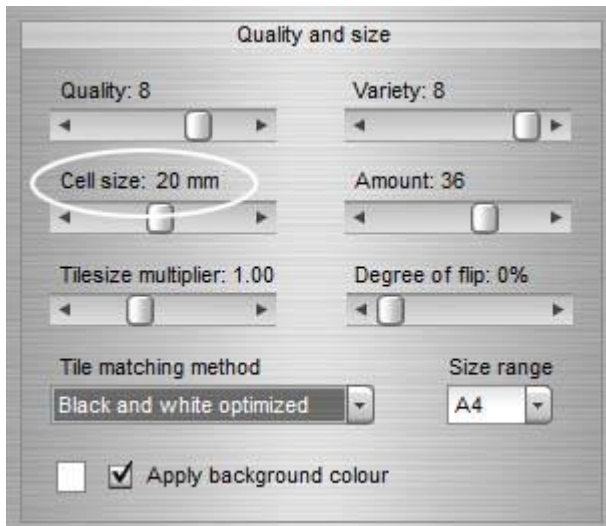 Quality and size
Quality: 8
Variety: 8
Cell size: 20 mm
Amount: 36
Tilesize multiplier: 1.00
Degree of flip: 0%
Tile matching method
Size range
Black and white optimized
A4
Apply background colour